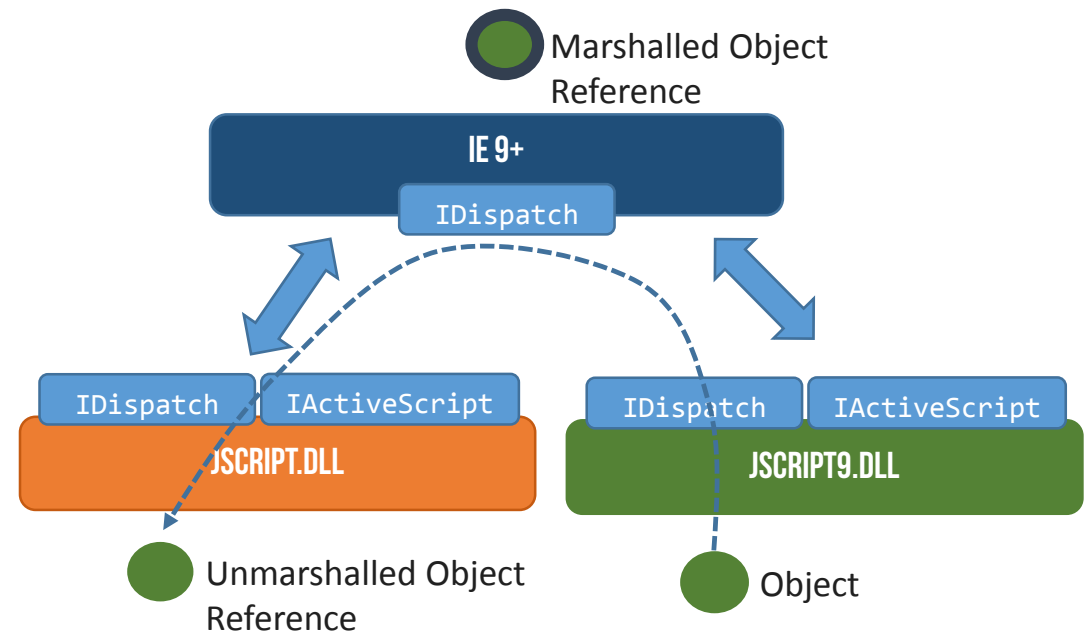 Marshalled Object
Reference
IE 9+
IDispatch
IDispatch
IActiveScript
IDispatch
IActiveScript
JSCRIPT.DLL
JSCRIPT9.DLL
Unmarshalled Object
Reference
Object